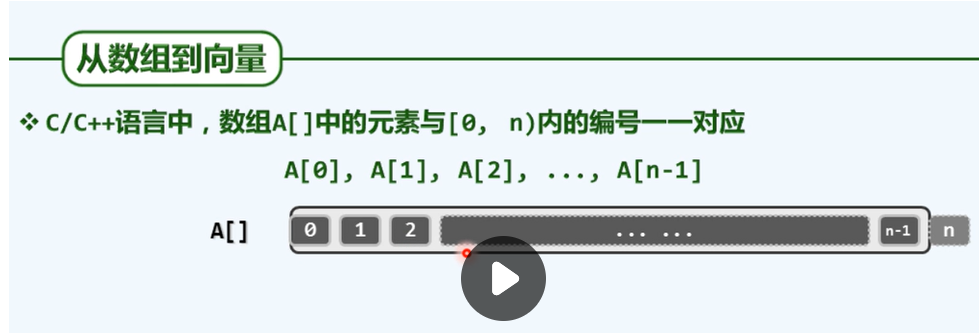 从数组到向量
❖ C/C++语言中，数组A[]中的元素与[0, n)内的编号一一对应
A[0], A[1], A[2], ..., A[n-1]
A[] 0 1 2 ... ... n-1 n